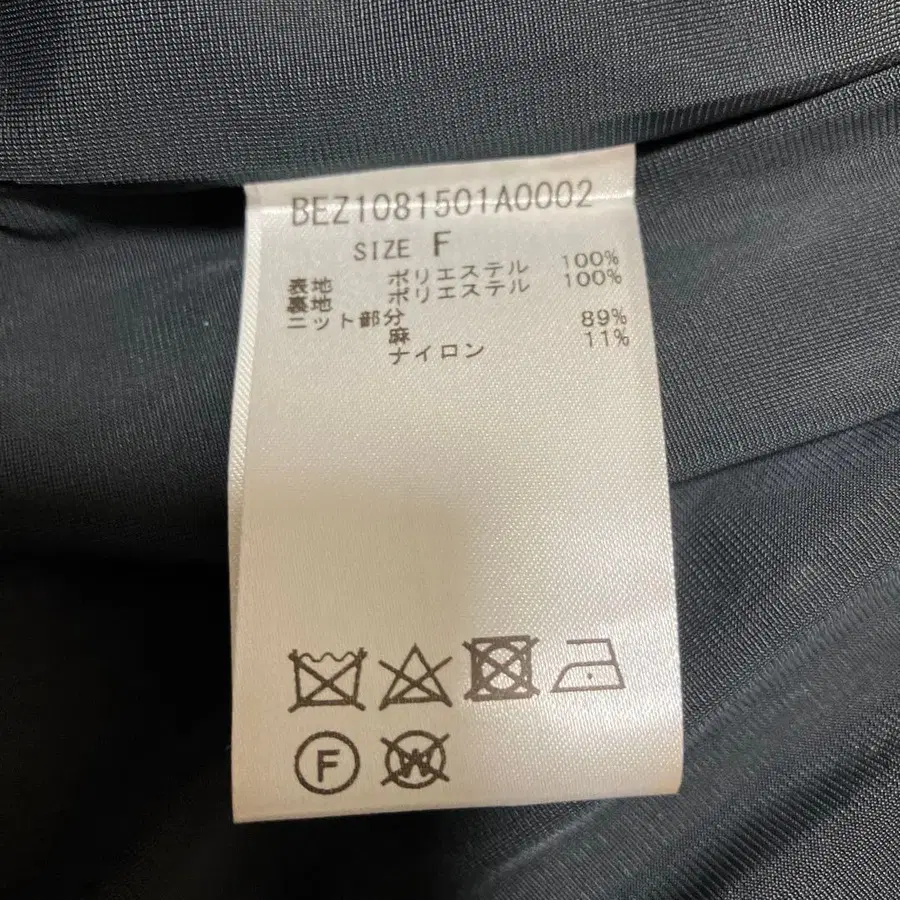 BEZ1081501A0002
SIZE F
表地 ポリエステル 100%
裏地 ポリエステル 100%
ニット部分
麻 89%
ナイロン 11%
F
W